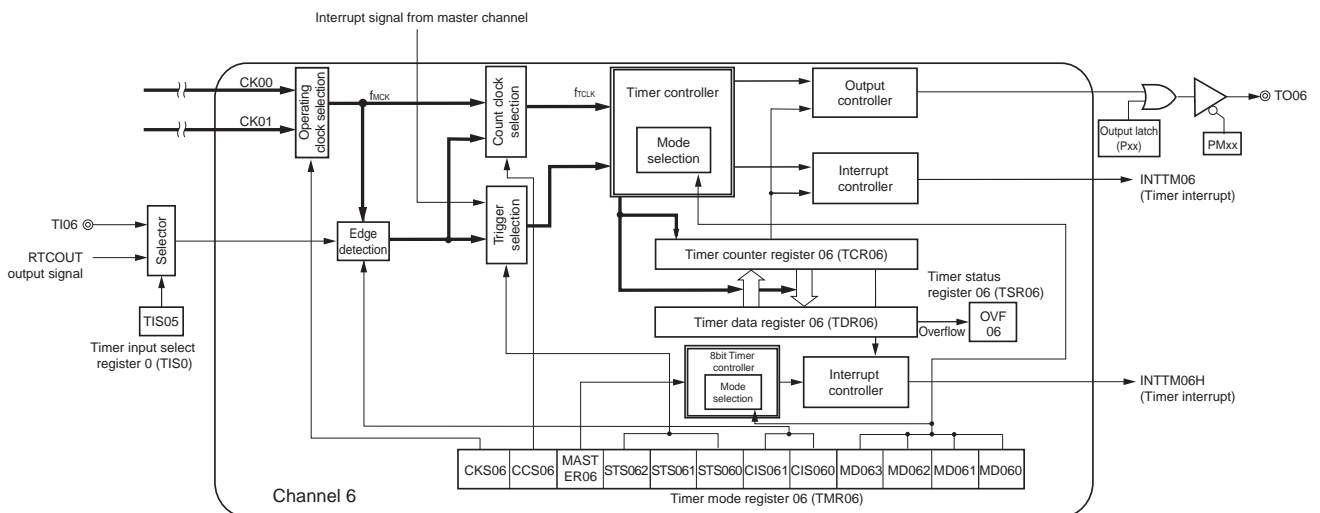 Interrupt signal from master channel
CK00
CK01
Operating
clock selection
fMCK
Count clock
selection
fTCLK
Timer controller
Mode
selection
Output
controller
Output latch
(Pxx)
PMxx
TO06
Interrupt
controller
INTTM06
(Timer interrupt)
TI06
RTCOUT
output signal
Selector
Edge
detection
Trigger
selection
TIS05
Timer input select
register 0 (TIS0)
Timer counter register 06 (TCR06)
Timer status
register 06 (TSR06)
Timer data register 06 (TDR06)
Overflow
OVF
06
8bit Timer
controller
Mode
selection
Interrupt
controller
INTTM06H
(Timer interrupt)
CKS06
CCS06
MAST
ER06
STS062
STS061
STS060
CIS061
CIS060
MD063
MD062
MD061
MD060
Channel 6
Timer mode register 06 (TMR06)